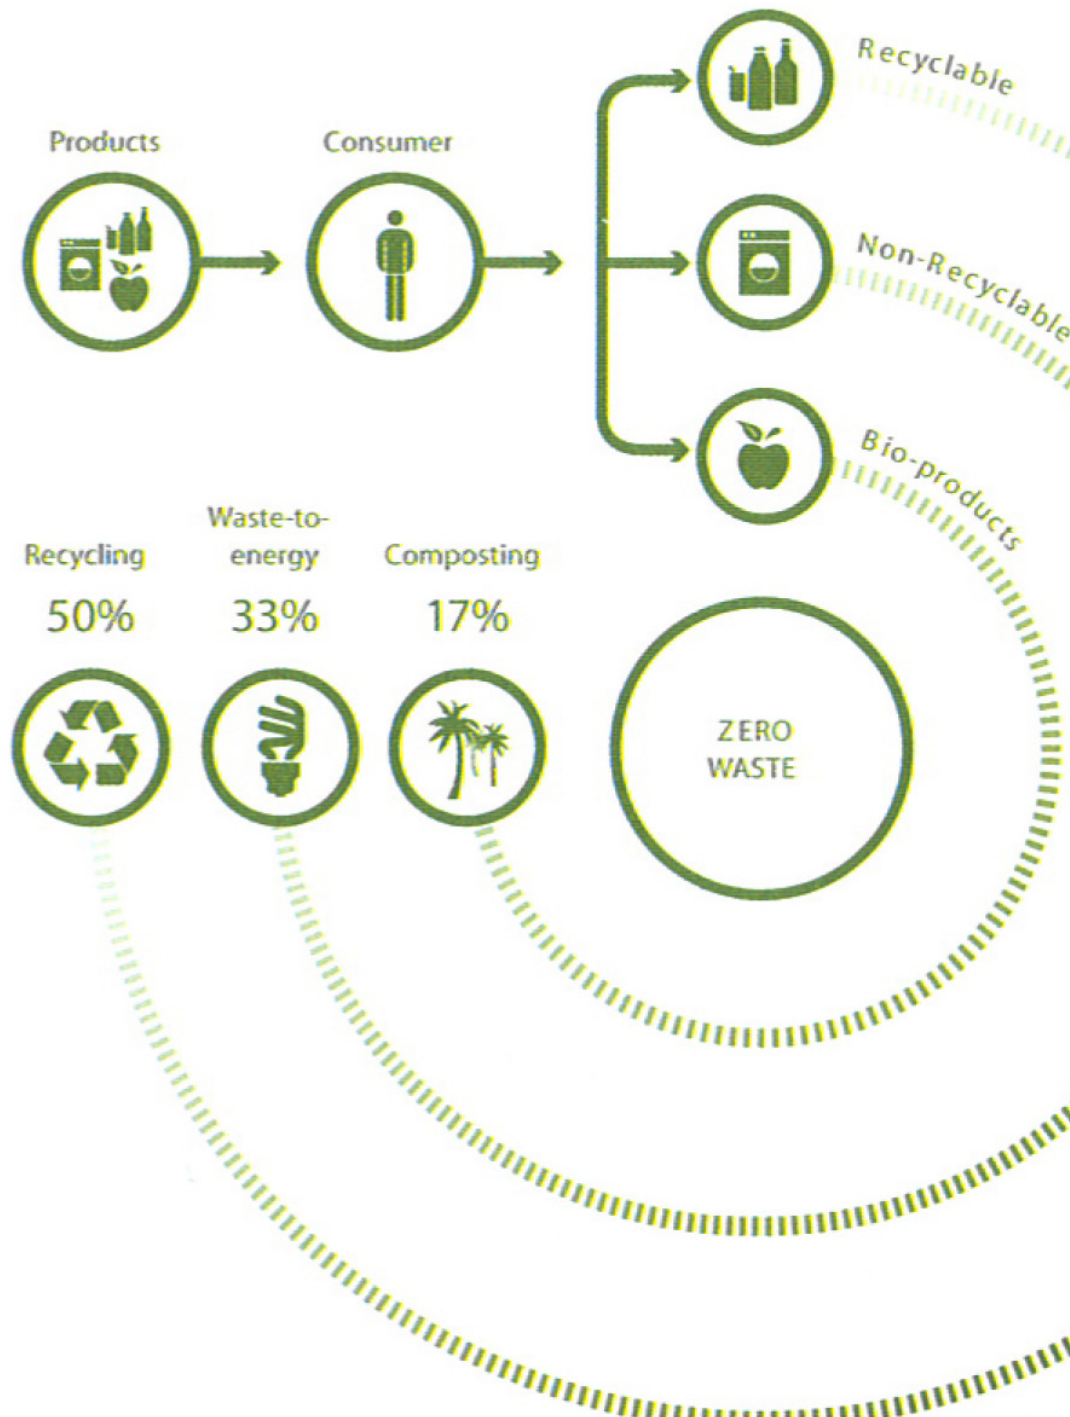 Recyclable
Products
Consumer
Non-Recyclable
Bio-products
Recycling
50%
Waste-to-
energy
33%
Composting
17%
ZERO
WASTE